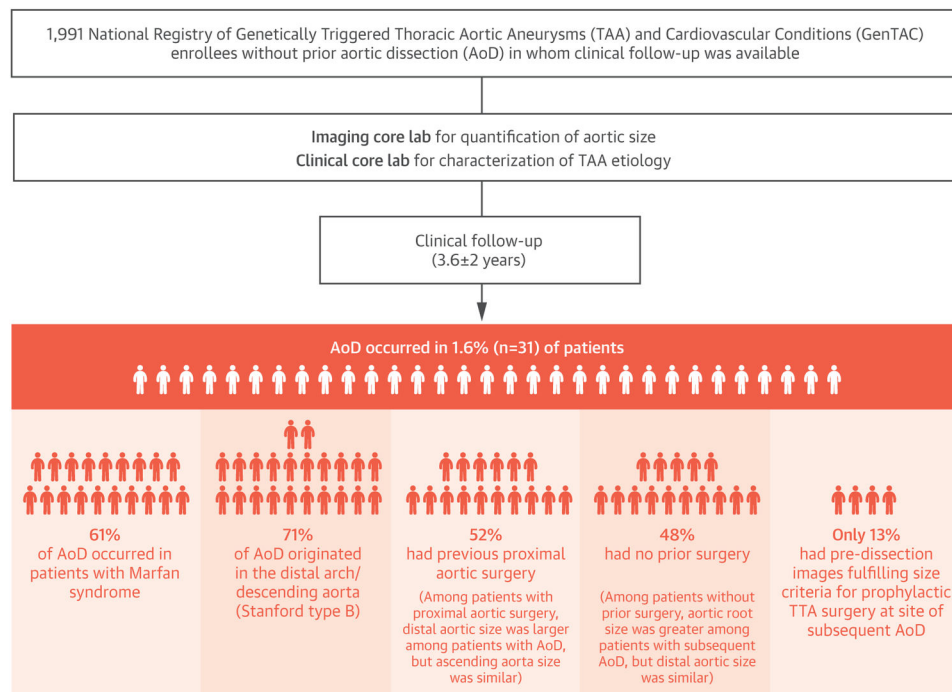 1,991 National Registry of Genetically Triggered Thoracic Aortic Aneurysms (TAA) and Cardiovascular Conditions (GenTAC)
enrollees without prior aortic dissection (AoD) in whom clinical follow-up was available
Imaging core lab for quantification of aortic size
Clinical core lab for characterization of TAA etiology
Clinical follow-up
(3.6±2 years)
AoD occurred in 1.6% (n=31) of patients
61%
of AoD occurred in
patients with Marfan
syndrome
71%
of AoD originated
in the distal arch/
descending aorta
(Stanford type B)
52%
had previous proximal
aortic surgery
(Among patients with
proximal aortic surgery,
distal aortic size was larger
among patients with AoD,
but ascending aorta size
was similar)
48%
had no prior surgery
(Among patients without
prior surgery, aortic root
size was greater among
patients with subsequent
AoD, but distal aortic size
was similar)
Only 13%
had pre-dissection
images fulfilling size
criteria for prophylactic
TTA surgery at site of
subsequent AoD